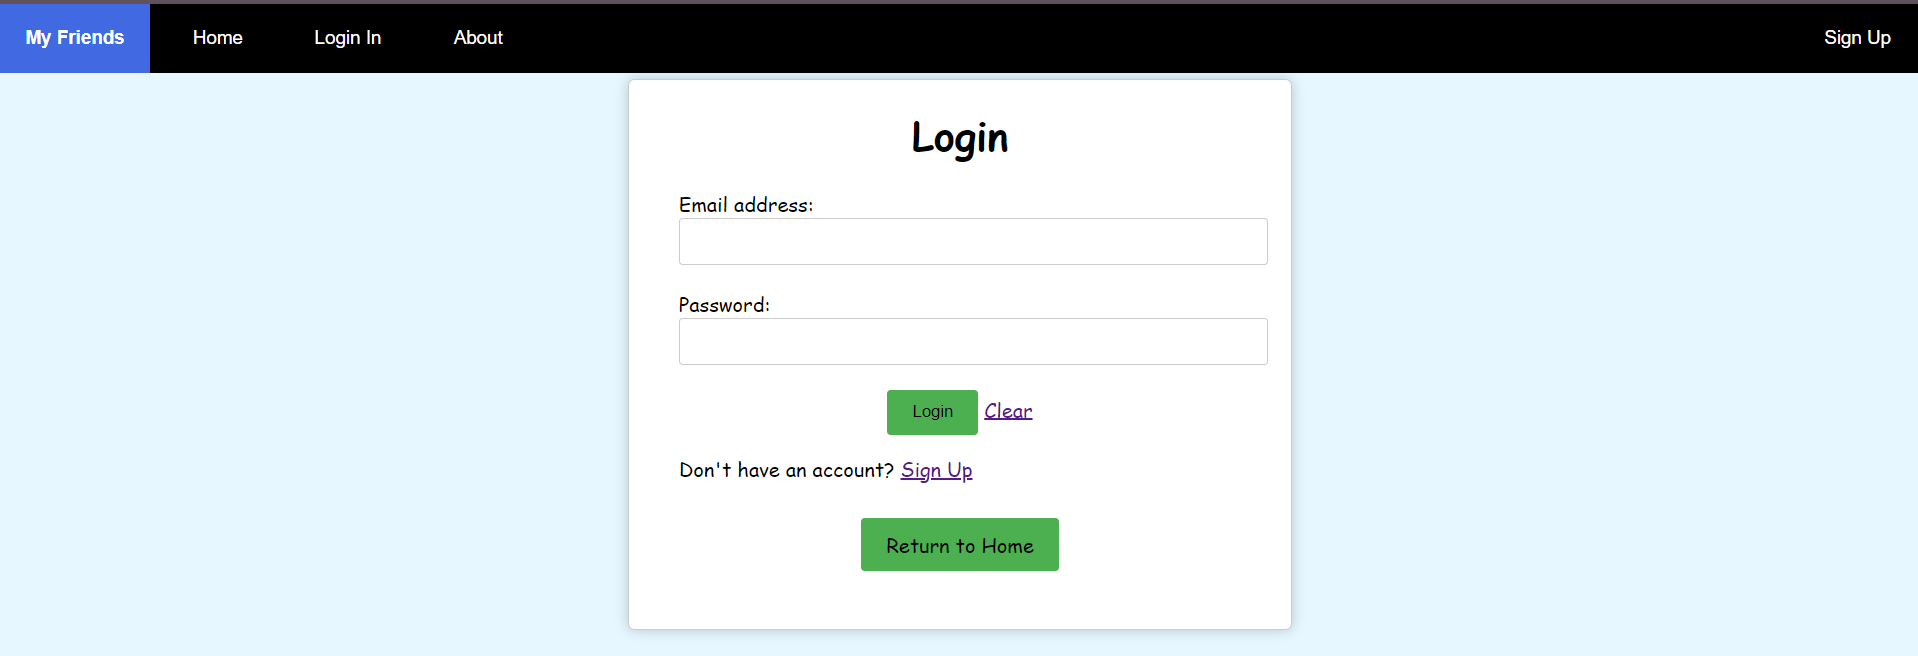 My Friends Home Login In About Sign Up
Login
Email address:
Password:
Login Clear
Don't have an account? Sign Up
Return to Home